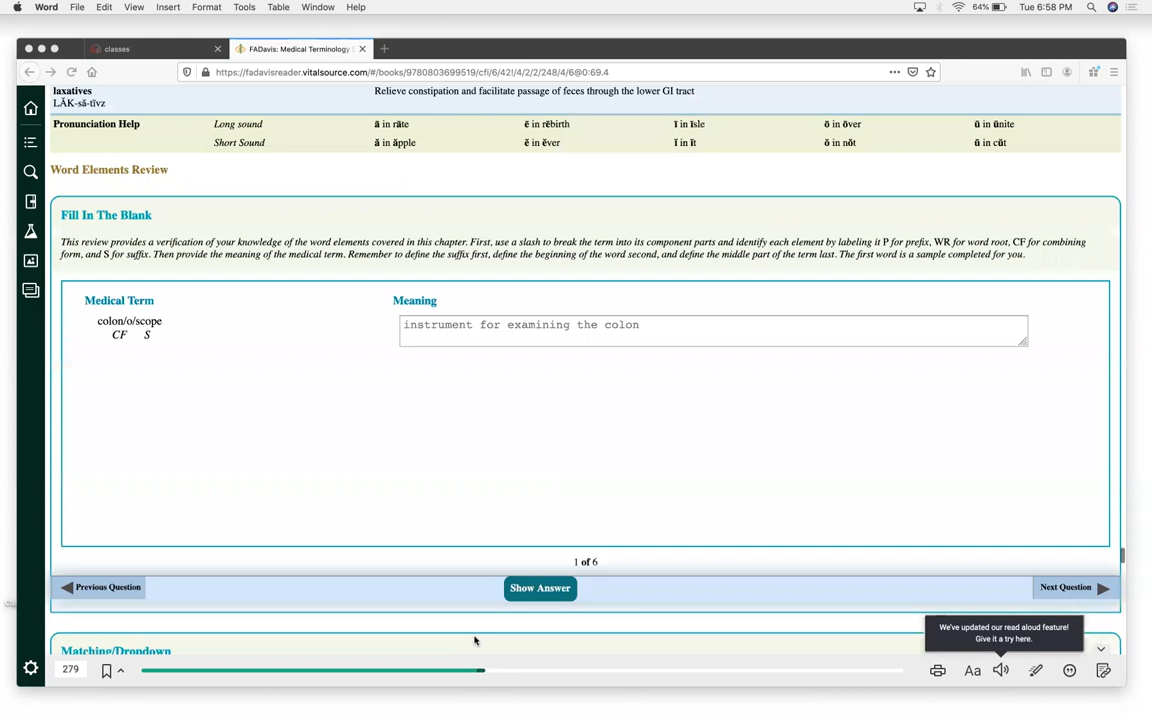 Word File Edit View Insert Format Tools Table Window Help 64% Tue 6:58 PM
classes FADavis: Medical Terminology
https://fadavisreader.vitalsource.com/#/books/9780803699519/cfi/6/42!/4/2/2/248/4/6@0:69.4
laxatives Relieve constipation and facilitate passage of feces through the lower GI tract
LĂK-să-tĭvz
Pronunciation Help Long sound ā in rāte ē in rēbirth ī in īsle ō in ōver ū in ūnite
Short Sound ă in ăpple ĕ in ĕver ĭ in ĭt ŏ in nŏt ŭ in cŭt
Word Elements Review
Fill In The Blank
This review provides a verification of your knowledge of the word elements covered in this chapter. First, use a slash to break the term into its component parts and identify each element by labeling it P for prefix, WR for word root, CF for combining
form, and S for suffix. Then provide the meaning of the medical term. Remember to define the suffix first, define the beginning of the word second, and define the middle part of the term last. The first word is a sample completed for you.
Medical Term Meaning
colon/o/scope
CF S
instrument for examining the colon
1 of 6
Previous Question Show Answer Next Question
We've updated our read aloud feature!
Give it a try here.
Matching/Dropdown
279 Aa